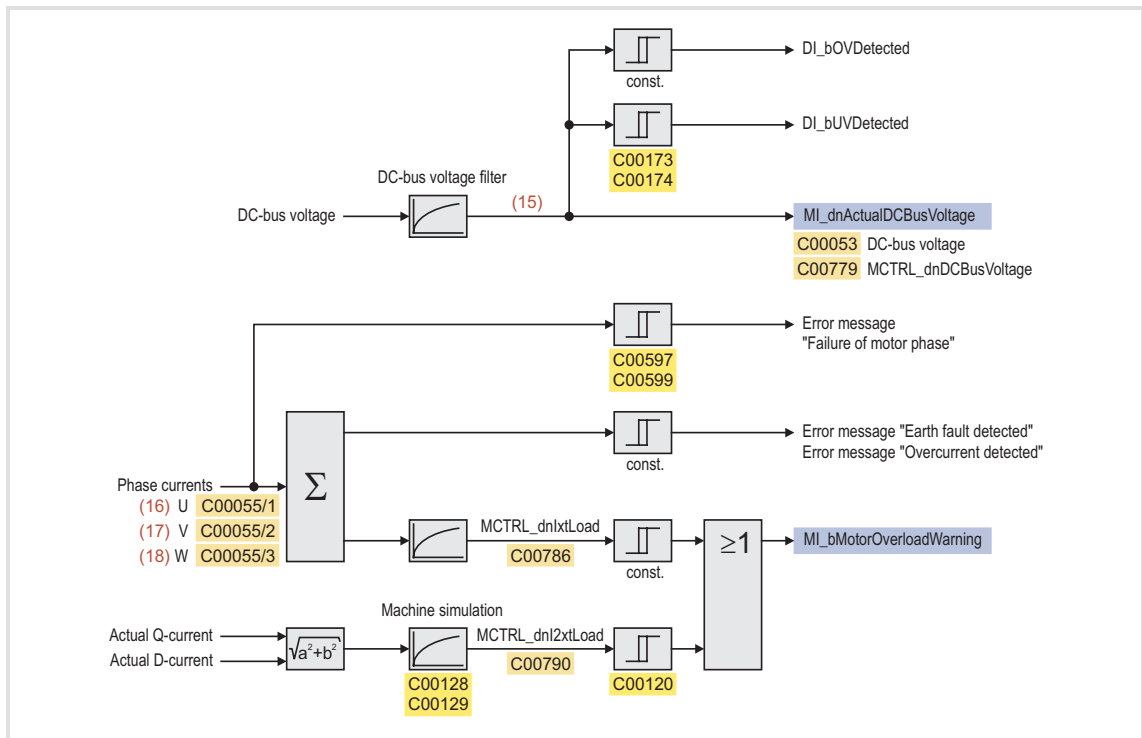 DI_bOVDetected
const.
DI_bUVDetected
C00173
C00174
DC-bus voltage filter
(15)
DC-bus voltage
MI_dnActualDCBusVoltage
C00053 DC-bus voltage
C00779 MCTRL_dnDCBusVoltage
Error message
"Failure of motor phase"
C00597
C00599
Error message "Earth fault detected"
Error message "Overcurrent detected"
const.
Σ
Phase currents
(16) U C00055/1
(17) V C00055/2
(18) W C00055/3
MCTRL_dnIxtLoad
C00786
const.
≥1
MI_bMotorOverloadWarning
Machine simulation
Actual Q-current
Actual D-current
√a²+b²
MCTRL_dnI2xtLoad
C00790
C00128
C00129
C00120